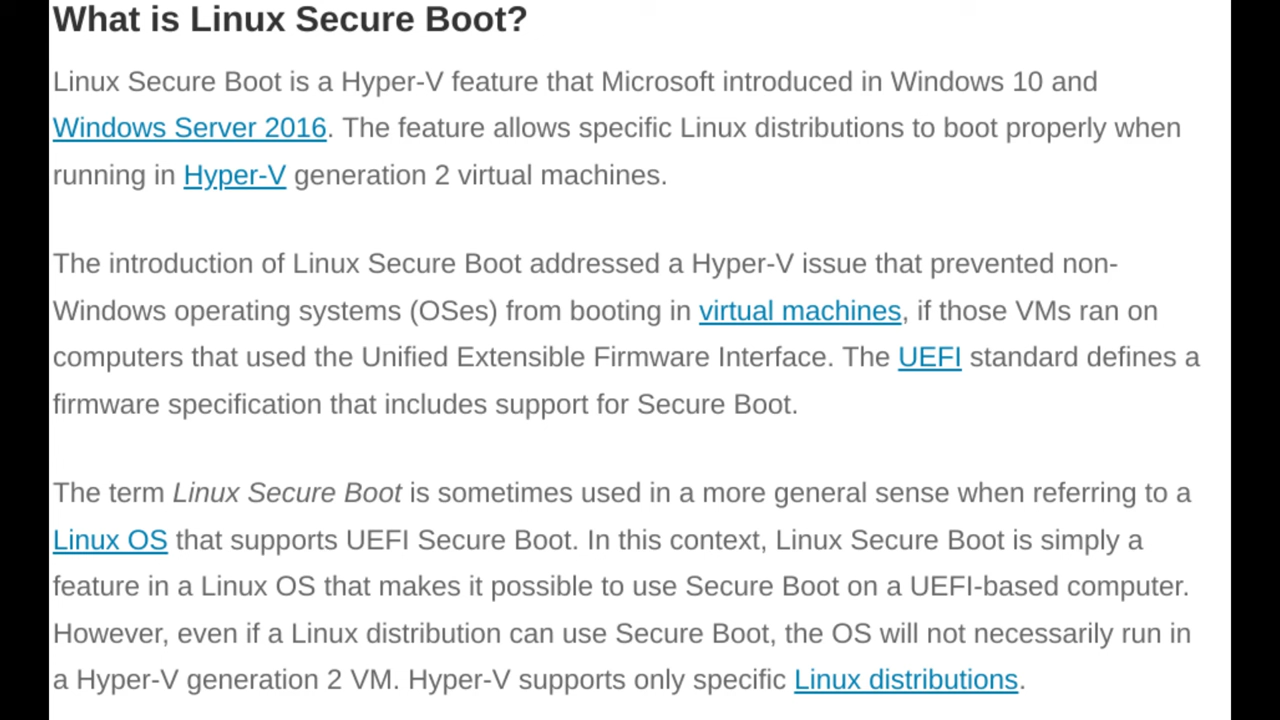 What is Linux Secure Boot?
Linux Secure Boot is a Hyper-V feature that Microsoft introduced in Windows 10 and
Windows Server 2016. The feature allows specific Linux distributions to boot properly when
running in Hyper-V generation 2 virtual machines.
The introduction of Linux Secure Boot addressed a Hyper-V issue that prevented non-
Windows operating systems (OSes) from booting in virtual machines, if those VMs ran on
computers that used the Unified Extensible Firmware Interface. The UEFI standard defines a
firmware specification that includes support for Secure Boot.
The term Linux Secure Boot is sometimes used in a more general sense when referring to a
Linux OS that supports UEFI Secure Boot. In this context, Linux Secure Boot is simply a
feature in a Linux OS that makes it possible to use Secure Boot on a UEFI-based computer.
However, even if a Linux distribution can use Secure Boot, the OS will not necessarily run in
a Hyper-V generation 2 VM. Hyper-V supports only specific Linux distributions.